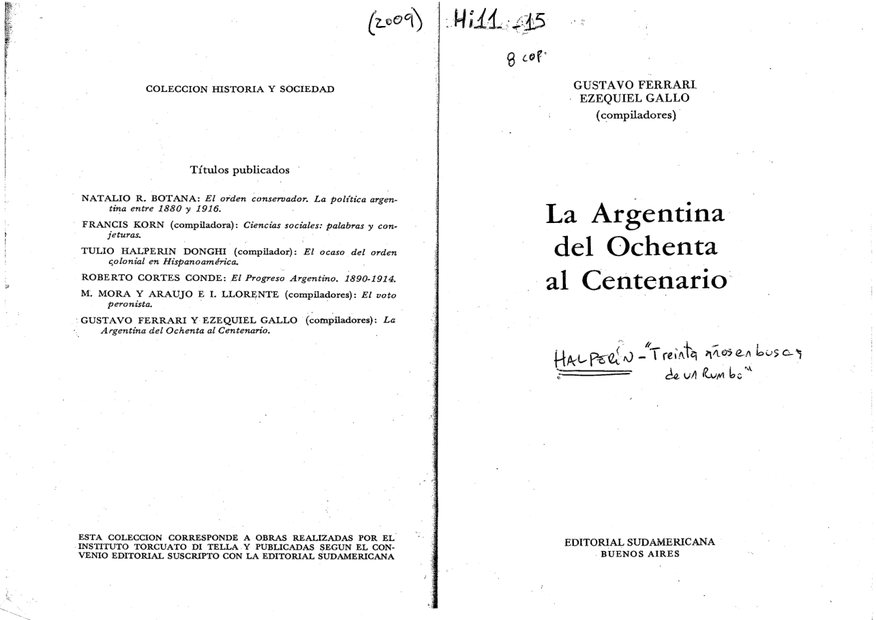 (2009)
COLECCION HISTORIA Y SOCIEDAD
Títulos publicados
NATALIO R. BOTANA: El orden conservador. La política argen-
tina entre 1880 y 1916.
FRANCIS KORN (compiladora): Ciencias sociales: palabras y con-
jeturas.
TULIO HALPERIN DONGHI (compilador): El ocaso del orden
colonial en Hispanoamérica.
ROBERTO CORTES CONDE: El Progreso Argentino. 1890-1914.
M. MORA Y ARAUJO E I. LLORENTE (compiladores): El voto
peronista.
GUSTAVO FERRARI Y EZEQUIEL GALLO (compiladores): La
Argentina del Ochenta al Centenario.
ESTA COLECCION CORRESPONDE A OBRAS REALIZADAS POR EL
INSTITUTO TORCUATO DI TELLA Y PUBLICADAS SEGUN EL CON-
VENIO EDITORIAL SUSCRIPTO CON LA EDITORIAL SUDAMERICANA
Hi11 -15
8 COP.
GUSTAVO FERRARI
EZEQUIEL GALLO
(compiladores)
La Argentina
del Ochenta
al Centenario
HALPERÍN - "Treinta años en busca
de un Rumbo"
EDITORIAL SUDAMERICANA
BUENOS AIRES